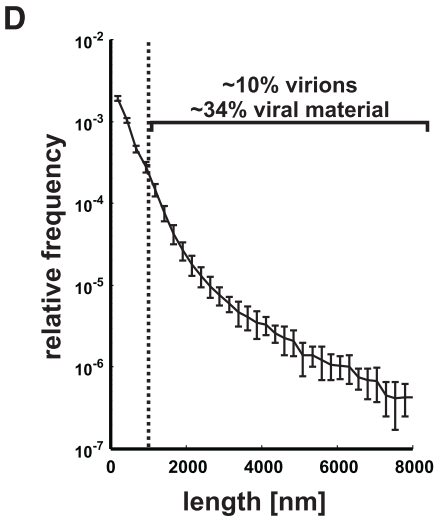 D
~10% virions
~34% viral material
relative frequency
10⁻²
10⁻³
10⁻⁴
10⁻⁵
10⁻⁶
10⁻⁷
0 2000 4000 6000 8000
length [nm]